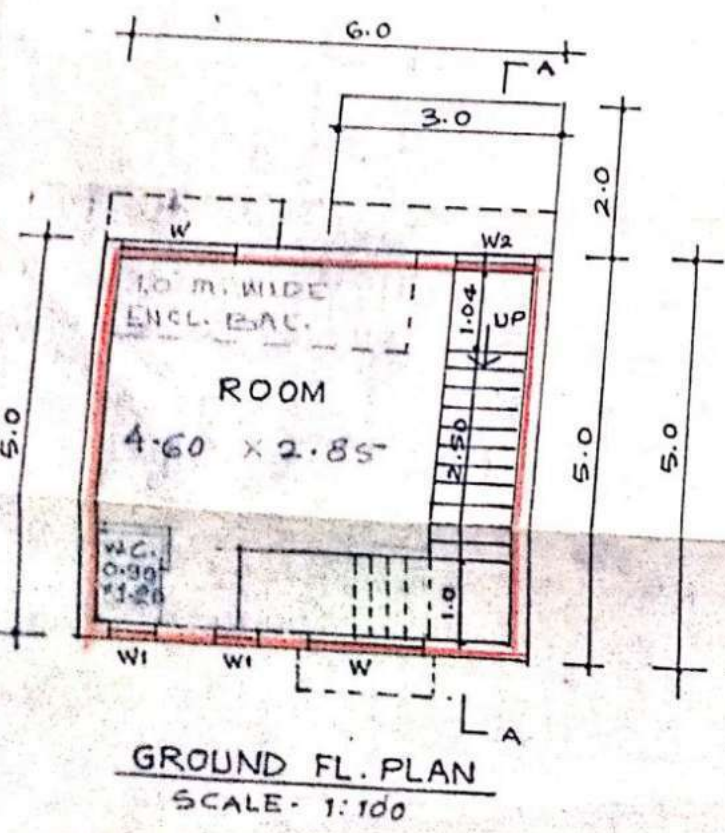 6.0
A
3.0
2.0
W
W2
1.0 M. WIDE
ENCL. BAL.
1.04
UP
ROOM
4.60 X 2.85
2.50
5.0
5.0
5.0
W.C.
0.90
1.0
W1
W1
W
A
GROUND FL. PLAN
SCALE - 1:100